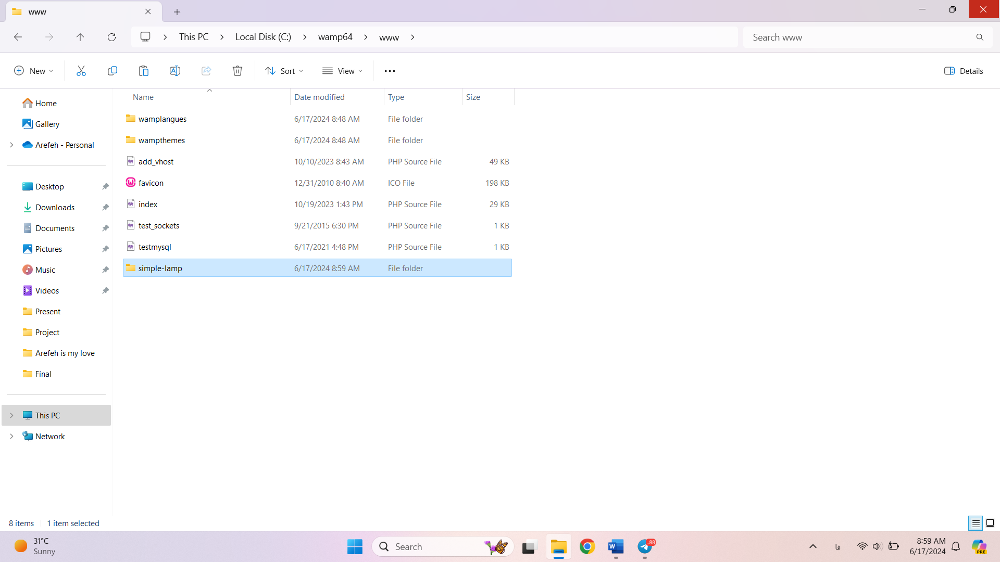 www
This PC
Local Disk (C:)
wamp64
www
Search www
New
Sort
View
Details
Name Date modified Type Size
Home
Gallery
Arefeh - Personal
Desktop
Downloads
Documents
Pictures
Music
Videos
Present
Project
Arefeh is my love
Final
This PC
Network
wamplangues 6/17/2024 8:48 AM File folder
wampthemes 6/17/2024 8:48 AM File folder
add_vhost 10/10/2023 8:43 AM PHP Source File 49 KB
favicon 12/31/2010 8:40 AM ICO File 198 KB
index 10/19/2023 1:43 PM PHP Source File 29 KB
test_sockets 9/21/2015 6:30 PM PHP Source File 1 KB
testmysql 6/17/2021 4:48 PM PHP Source File 1 KB
simple-lamp 6/17/2024 8:59 AM File folder
8 items 1 item selected
31°C
Sunny
Search
W
..88
فا
8:59 AM
6/17/2024
PRE